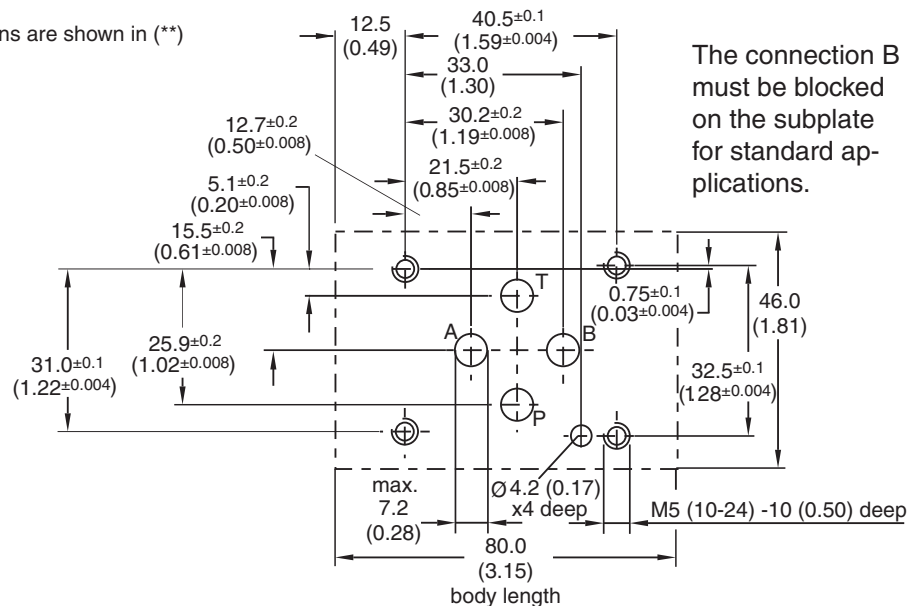 ns are shown in (**)
12.5
(0.49)
40.5±0.1
(1.59±0.004)
33.0
(1.30)
30.2±0.2
(1.19±0.008)
12.7±0.2
(0.50±0.008)
21.5±0.2
(0.85±0.008)
5.1±0.2
(0.20±0.008)
15.5±0.2
(0.61±0.008)
The connection B
must be blocked
on the subplate
for standard ap-
plications.
T
A
B
P
0.75±0.1
(0.03±0.004)
46.0
(1.81)
31.0±0.1
(1.22±0.004)
25.9±0.2
(1.02±0.008)
32.5±0.1
(1.28±0.004)
max.
7.2
(0.28)
Ø 4.2 (0.17)
x4 deep
M5 (10-24) -10 (0.50) deep
80.0
(3.15)
body length